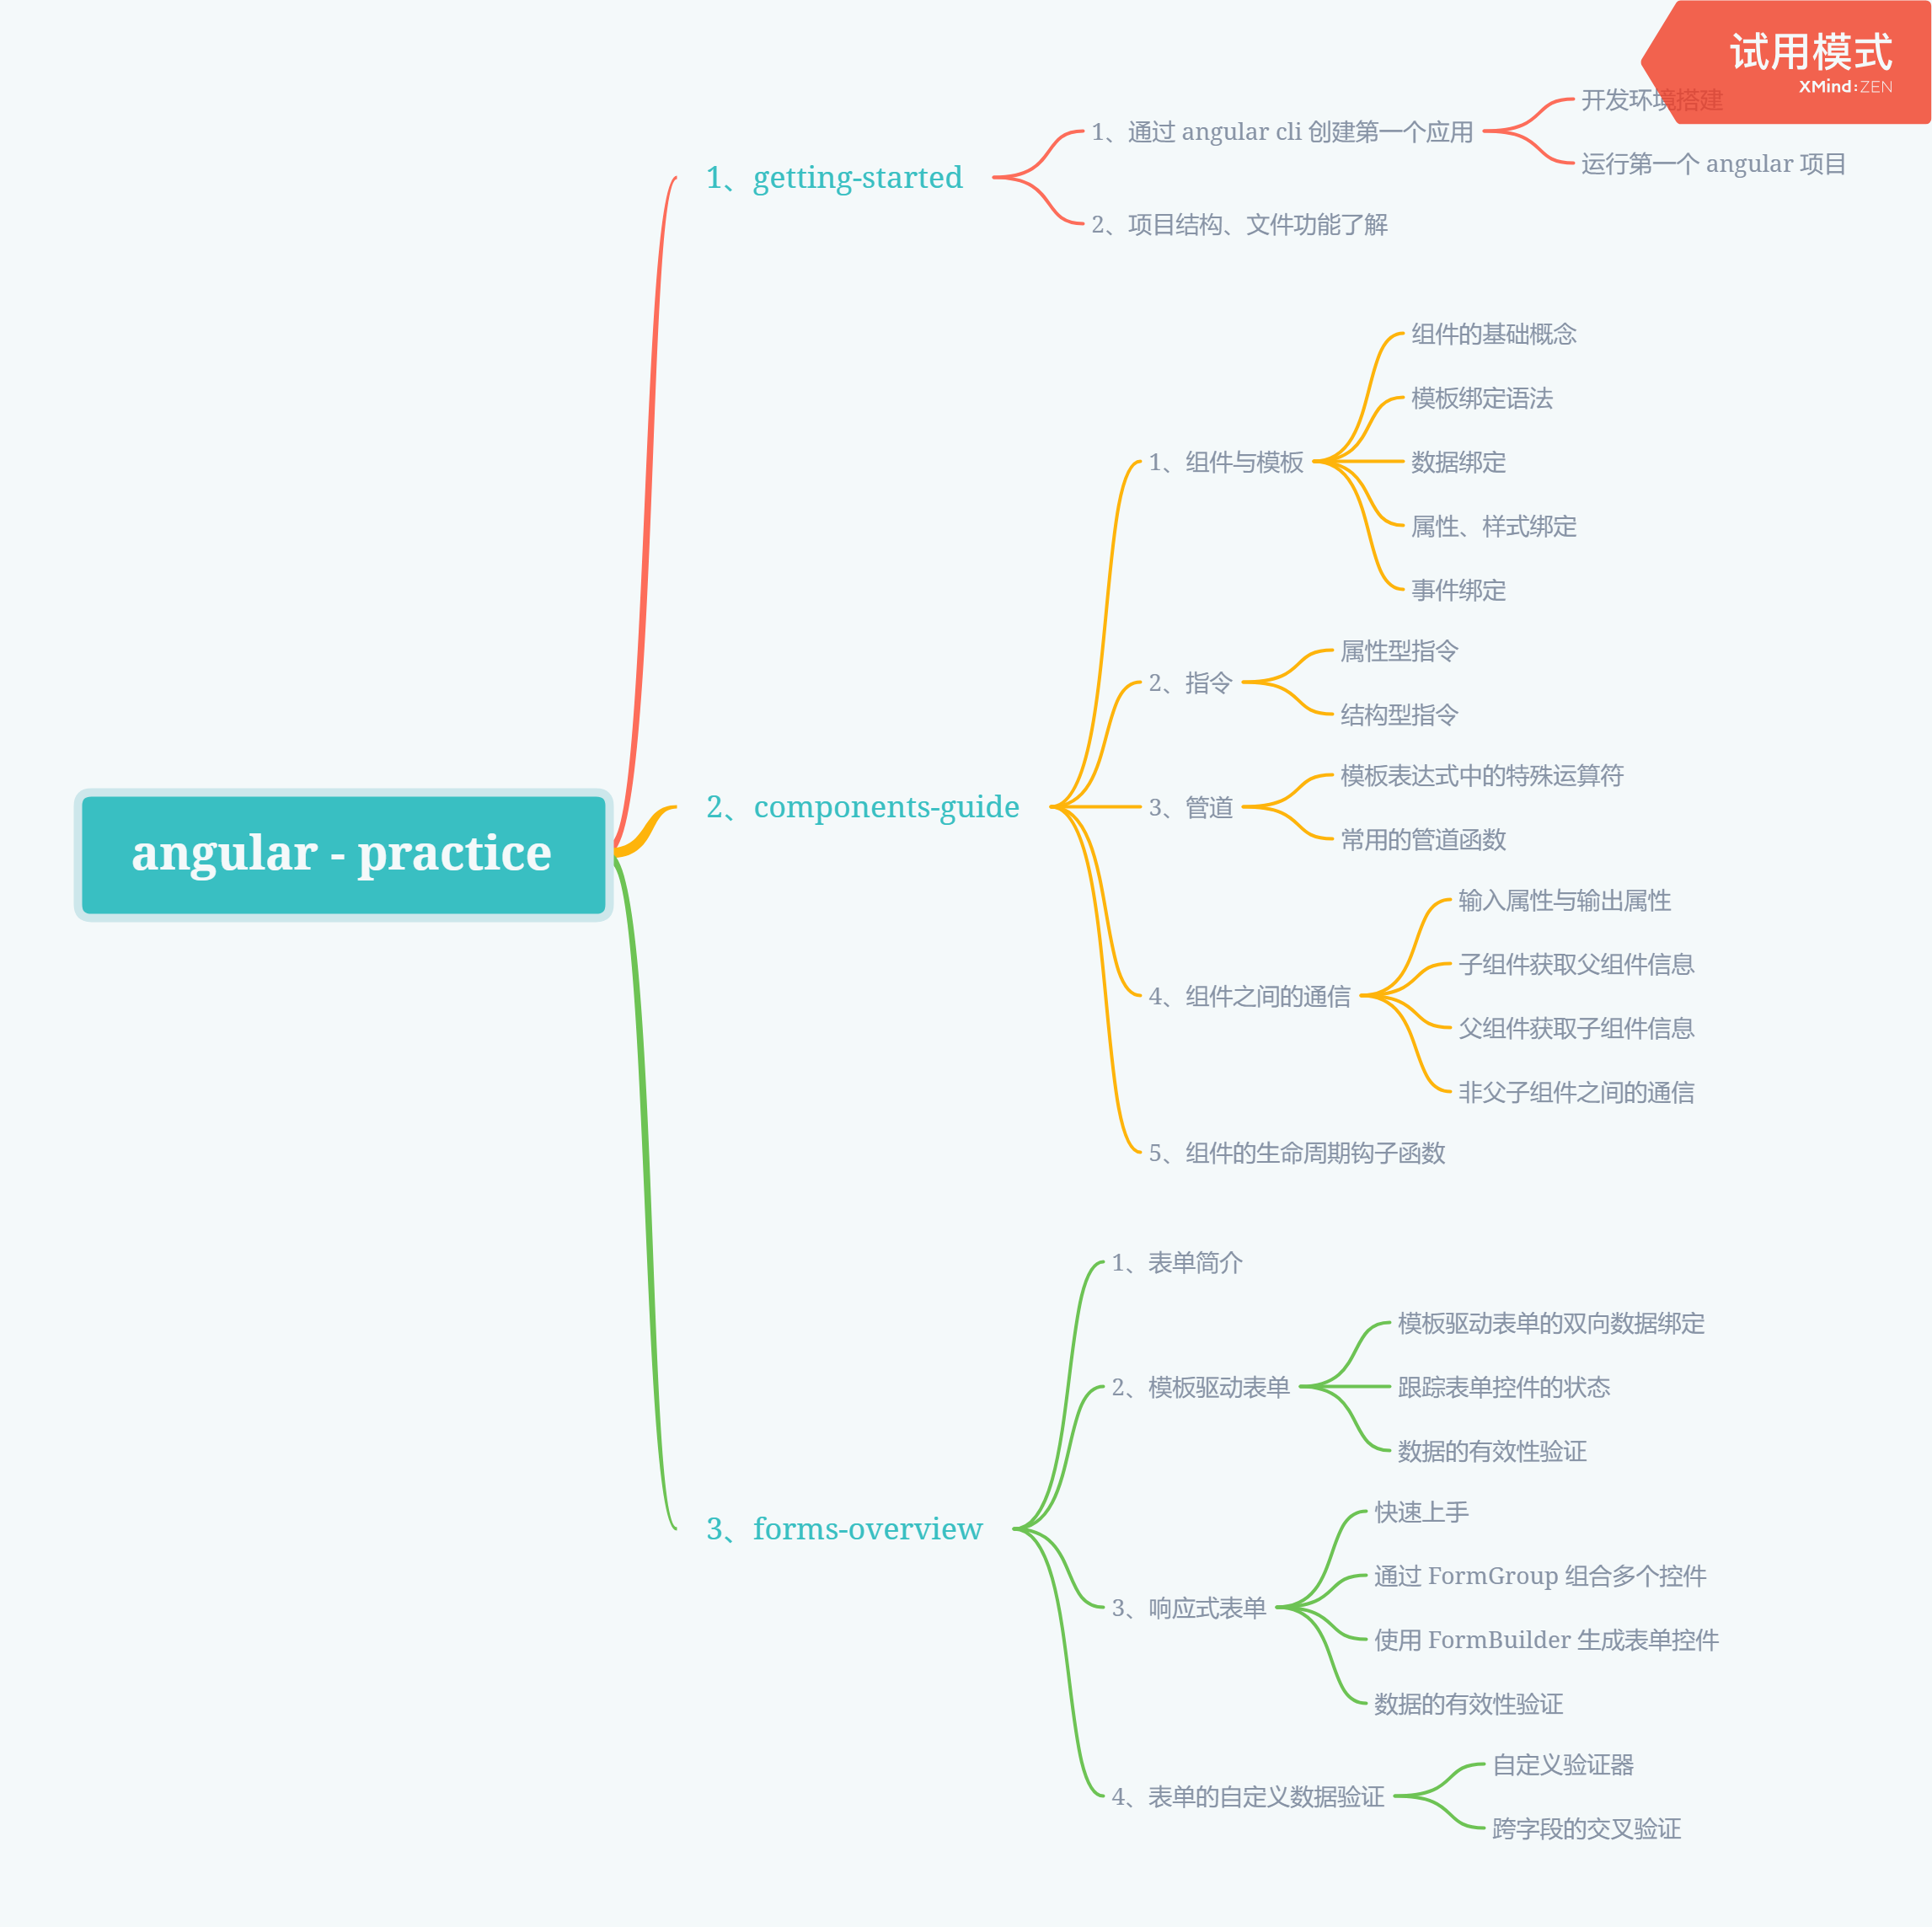 试用模式
XMind:ZEN
angular - practice
1、getting-started
1、通过 angular cli 创建第一个应用
开发环境搭建
运行第一个 angular 项目
2、项目结构、文件功能了解
2、components-guide
1、组件与模板
组件的基础概念
模板绑定语法
数据绑定
属性、样式绑定
事件绑定
2、指令
属性型指令
结构型指令
3、管道
模板表达式中的特殊运算符
常用的管道函数
4、组件之间的通信
输入属性与输出属性
子组件获取父组件信息
父组件获取子组件信息
非父子组件之间的通信
5、组件的生命周期钩子函数
3、forms-overview
1、表单简介
2、模板驱动表单
模板驱动表单的双向数据绑定
跟踪表单控件的状态
数据的有效性验证
3、响应式表单
快速上手
通过 FormGroup 组合多个控件
使用 FormBuilder 生成表单控件
数据的有效性验证
4、表单的自定义数据验证
自定义验证器
跨字段的交叉验证